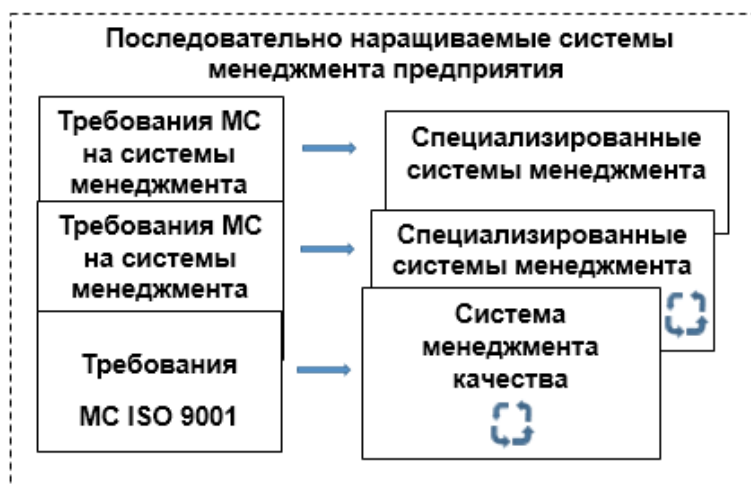 Последовательно наращиваемые системы
менеджмента предприятия
Требования МС
на системы
менеджмента
Специализированные
системы менеджмента
Требования МС
на системы
менеджмента
Специализированные
системы менеджмента
Требования
МС ISO 9001
Система
менеджмента
качества